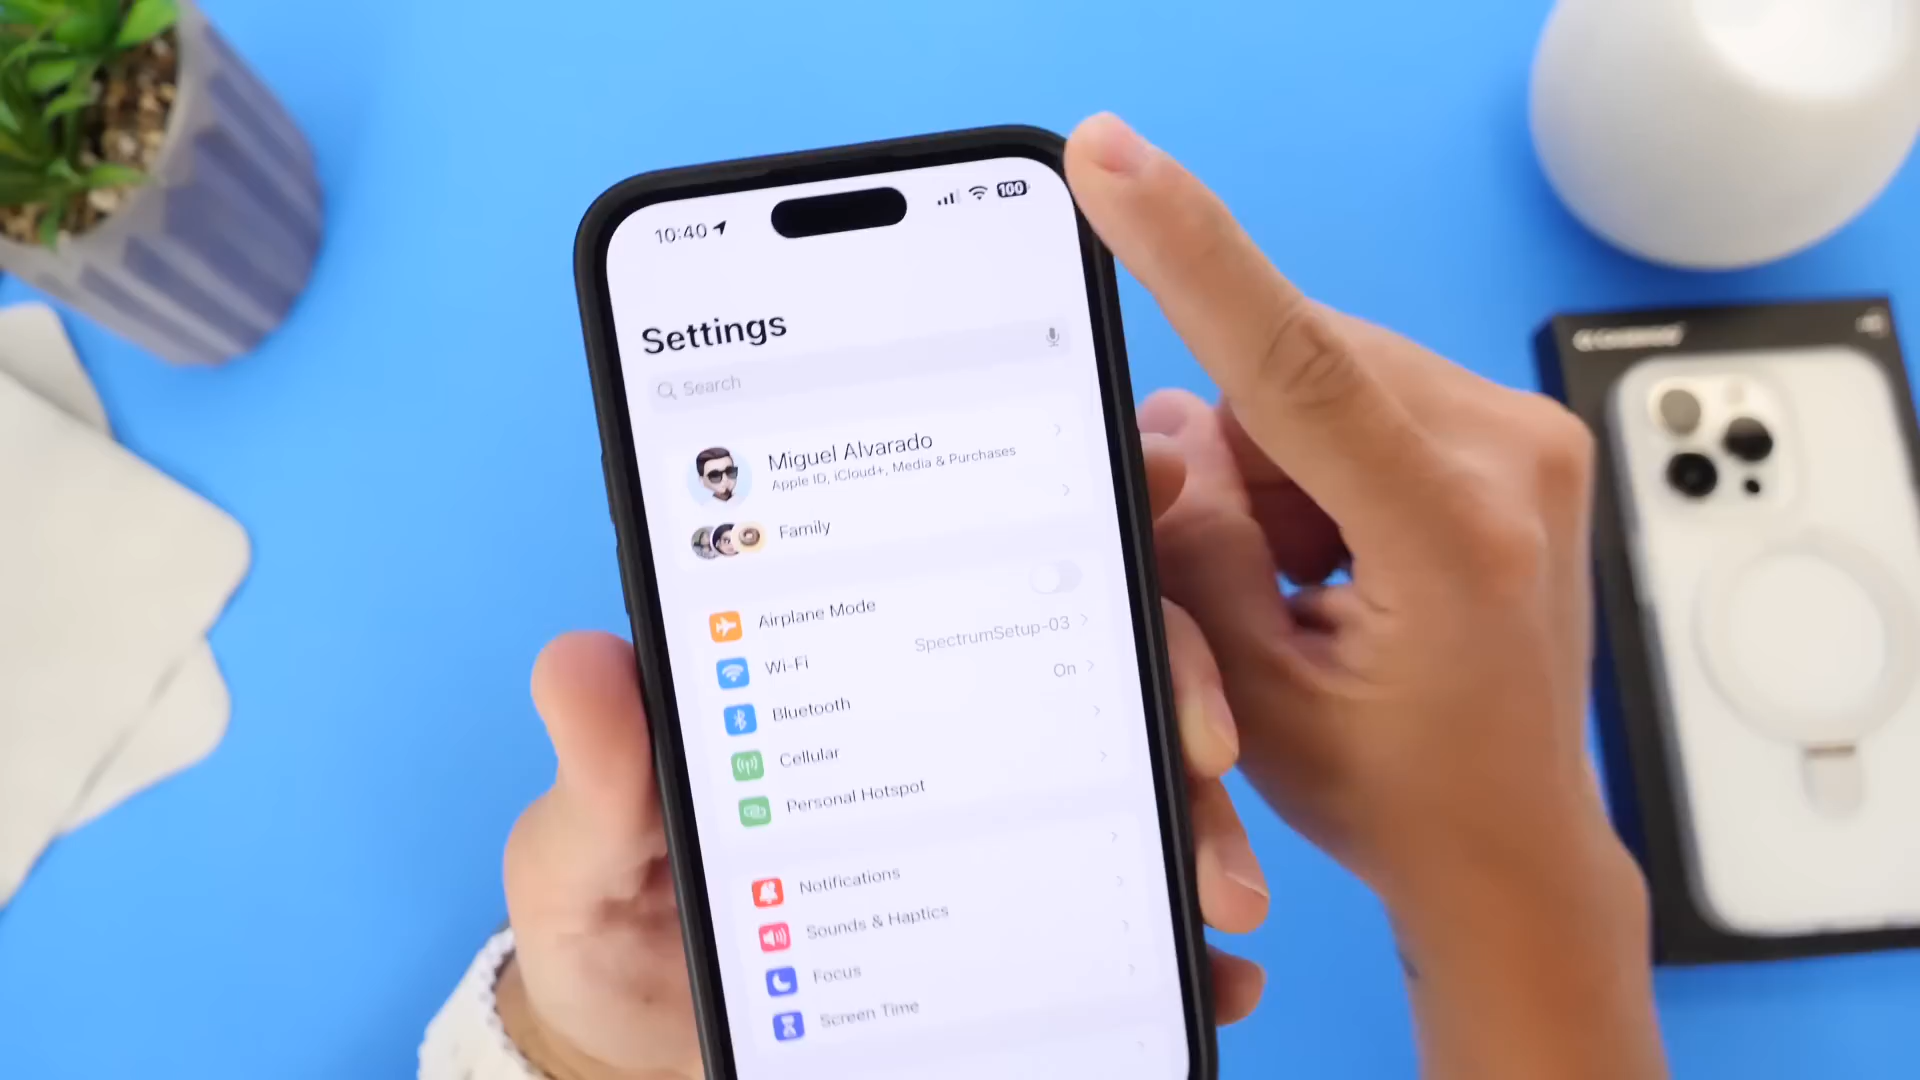 10:40
100
Settings
Search
Miguel Alvarado
Apple ID, iCloud+, Media & Purchases
Family
Airplane Mode
Wi-Fi SpectrumSetup-03
Bluetooth On
Cellular
Personal Hotspot
Notifications
Sounds & Haptics
Focus
Screen Time